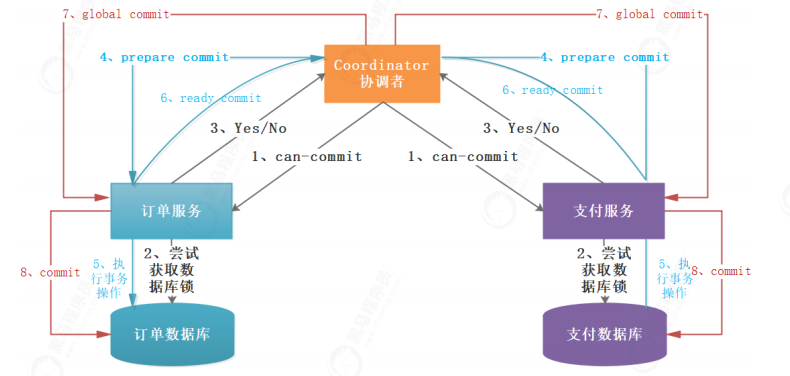 7、global commit
7、global commit
4、prepare commit
Coordinator
协调者
4、prepare commit
6、ready commit
6、ready commit
3、Yes/No
3、Yes/No
1、can-commit
1、can-commit
订单服务
支付服务
8、commit
5、执
行事务
操作
2、尝试
获取数
据库锁
2、尝试
获取数
据库锁
5、执
行事务
操作
8、commit
订单数据库
支付数据库